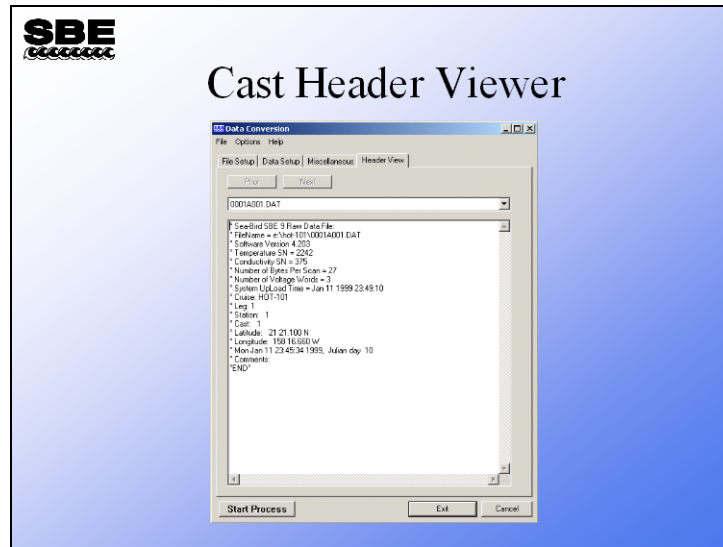 SBE
Cast Header Viewer
SBE Data Conversion
File Options Help
File Setup Data Setup Miscellaneous Header View
Prior Next
0001A001.DAT
* Sea-Bird SBE 9 Raw Data File:
* FileName = e:\hot-101\0001A001.DAT
* Software Version 4.203
* Temperature SN = 2242
* Conductivity SN = 375
* Number of Bytes Per Scan = 27
* Number of Voltage Words = 3
* System UpLoad Time = Jan 11 1999 23:49:10
* Cruise: HOT-101
* Leg: 1
* Station: 1
* Cast: 1
* Latitude: 21 21.100 N
* Longitude: 158 16.660 W
* Mon Jan 11 23:45:34 1999, Julian day 10
* Comments:
*END*
Start Process Exit Cancel